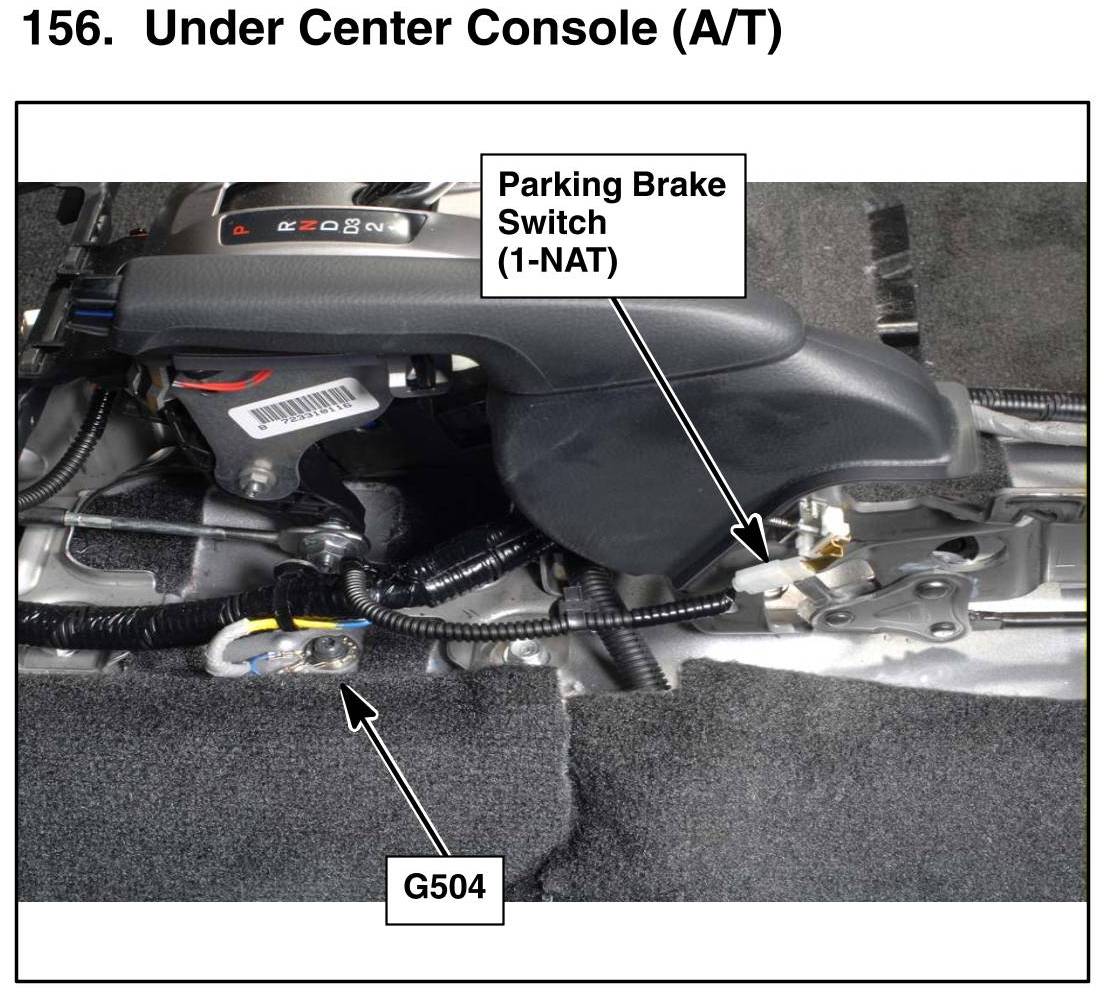 156. Under Center Console (A/T)
Parking Brake
Switch
(1-NAT)
P R N D D3 2
G504